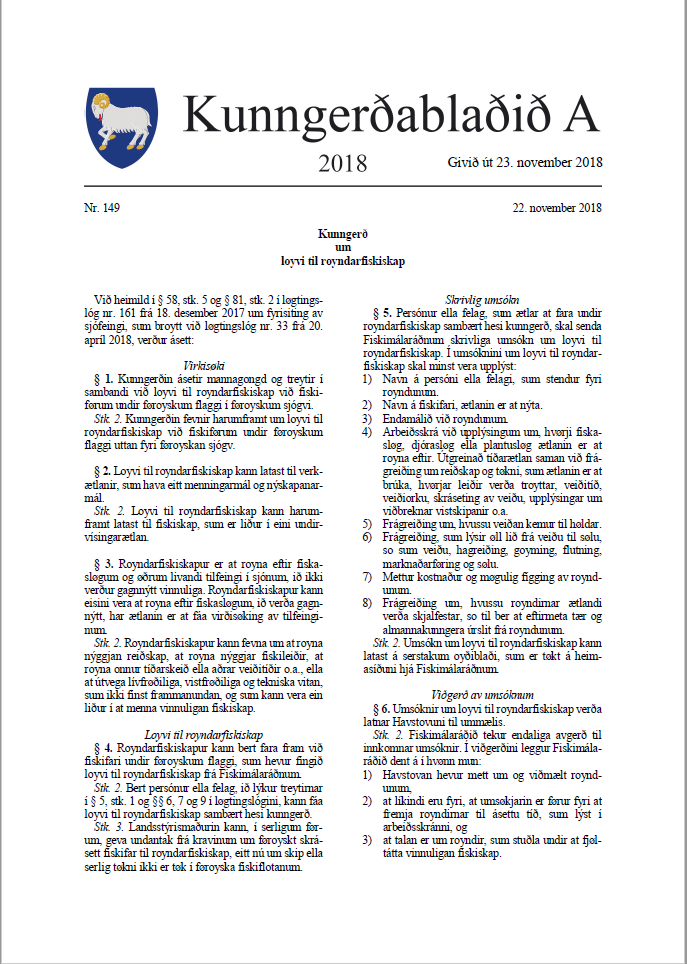 Kunngerðablaðið A
2018
Givið út 23. november 2018
Nr. 149
22. november 2018
Kunngerð
um
loyvi til royndarfiskiskap
Við heimild í § 58, stk. 5 og § 81, stk. 2 í løgtings-
lóg nr. 161 frá 18. desember 2017 um fyrisiting av
sjófeingi, sum broytt við løgtingslóg nr. 33 frá 20.
apríl 2018, verður ásett:
Virkisøki
§ 1. Kunngerðin ásetir mannagongd og treytir í
sambandi við loyvi til royndarfiskiskap við fiski-
førum undir føroyskum flaggi í føroyskum sjógvi.
Stk. 2. Kunngerðin fevnir harumframt um loyvi til
royndarfiskiskap við fiskiførum undir føroyskum
flaggi uttan fyri føroyskan sjógv.
§ 2. Loyvi til royndarfiskiskap kann latast til verk-
ætlanir, sum hava eitt menningarmál og nýskapanar-
mál.
Stk. 2. Loyvi til royndarfiskiskap kann harum-
framt latast til fiskiskap, sum er liður í eini undir-
vísingarætlan.
§ 3. Royndarfiskiskapur er at royna eftir fiska-
sløgum og øðrum livandi tilfeingi í sjónum, ið ikki
verður gagnnýtt vinnuliga. Royndarfiskiskapur kann
eisini vera at royna eftir fiskasløgum, ið verða gagn-
nýtt, har ætlanin er at fáa virðisøking av tilfeingi-
num.
Stk. 2. Royndarfiskiskapur kann fevna um at royna
nýggjan reiðskap, at royna nýggjar fiskileiðir, at
royna onnur tíðarskeið ella aðrar veiðitíðir o.a., ella
at útvega lívfrøðiliga, vistfrøðiliga og tekniska vitan,
sum ikki finst frammanundan, og sum kann vera ein
liður í at menna vinnuligan fiskiskap.
Loyvi til royndarfiskiskap
§ 4. Royndarfiskiskapur kann bert fara fram við
fiskifari undir føroyskum flaggi, sum hevur fingið
loyvi til royndarfiskiskap frá Fiskimálaráðnum.
Stk. 2. Bert persónur ella felag, ið lýkur treytirnar
í § 5, stk. 1 og §§ 6, 7 og 9 í løgtingslógini, kann fáa
loyvi til royndarfiskiskap sambært hesi kunngerð.
Stk. 3. Landsstýrismaðurin kann, í serligum før-
um, geva undantak frá kravinum um føroyskt skrá-
sett fiskifar til royndarfiskiskap, eitt nú um skip ella
serlig tøkni ikki er tøk í føroyska fiskiflotanum.
Skrivlig umsókn
§ 5. Persónur ella felag, sum ætlar at fara undir
royndarfiskiskap sambært hesi kunngerð, skal senda
Fiskimálaráðnum skrivliga umsókn um loyvi til
royndarfiskiskap. Í umsóknini um loyvi til royndar-
fiskiskap skal minst vera upplýst:
1) Navn á persóni ella felagi, sum stendur fyri
royndunum.
2) Navn á fiskifari, ætlanin er at nýta.
3) Endamálið við royndunum.
4) Arbeiðsskrá við upplýsingum um, hvørji fiska-
sløg, djórasløg ella plantusløg ætlanin er at
royna eftir. Útgreinað tíðarætlan saman við frá-
greiðing um reiðskap og tøkni, sum ætlanin er at
brúka, hvørjar leiðir verða troyttar, veiðitíð,
veiðiorku, skráseting av veiðu, upplýsingar um
viðbreknar vistskipanir o.a.
5) Frágreiðing um, hvussu veiðan kemur til høldar.
6) Frágreiðing, sum lýsir øll lið frá veiðu til sølu,
so sum veiðu, hagreiðing, goyming, flutning,
marknaðarføring og sølu.
7) Mettur kostnaður og møgulig fígging av roynd-
unum.
8) Frágreiðing um, hvussu royndirnar ætlandi
verða skjalfestar, so til ber at eftirmeta tær og
almannakunngera úrslit frá royndunum.
Stk. 2. Umsókn um loyvi til royndarfiskiskap kann
latast á serstakum oyðiblaði, sum er tøkt á heim-
asíðuni hjá Fiskimálaráðnum.
Viðgerð av umsóknum
§ 6. Umsóknir um loyvi til royndarfiskiskap verða
latnar Havstovuni til ummælis.
Stk. 2. Fiskimálaráðið tekur endaliga avgerð til
innkomnar umsóknir. Í viðgerðini leggur Fiskimála-
ráðið dent á í hvønn mun:
1) Havstovan hevur mett um og viðmælt roynd-
unum,
2) at líkindi eru fyri, at umsøkjarin er førur fyri at
fremja royndirnar til ásettu tíð, sum lýst í
arbeiðsskránni, og
3) at talan er um royndir, sum stuðla undir at fjøl-
tátta vinnuligan fiskiskap.